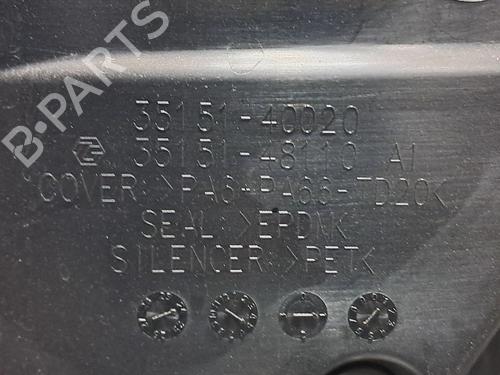 B-PARTS
35151-40020
35151-48110 A1
COVER:>PA6+PA66-TD20<
SEAL:>EPDM<
SILENCER:>PET<